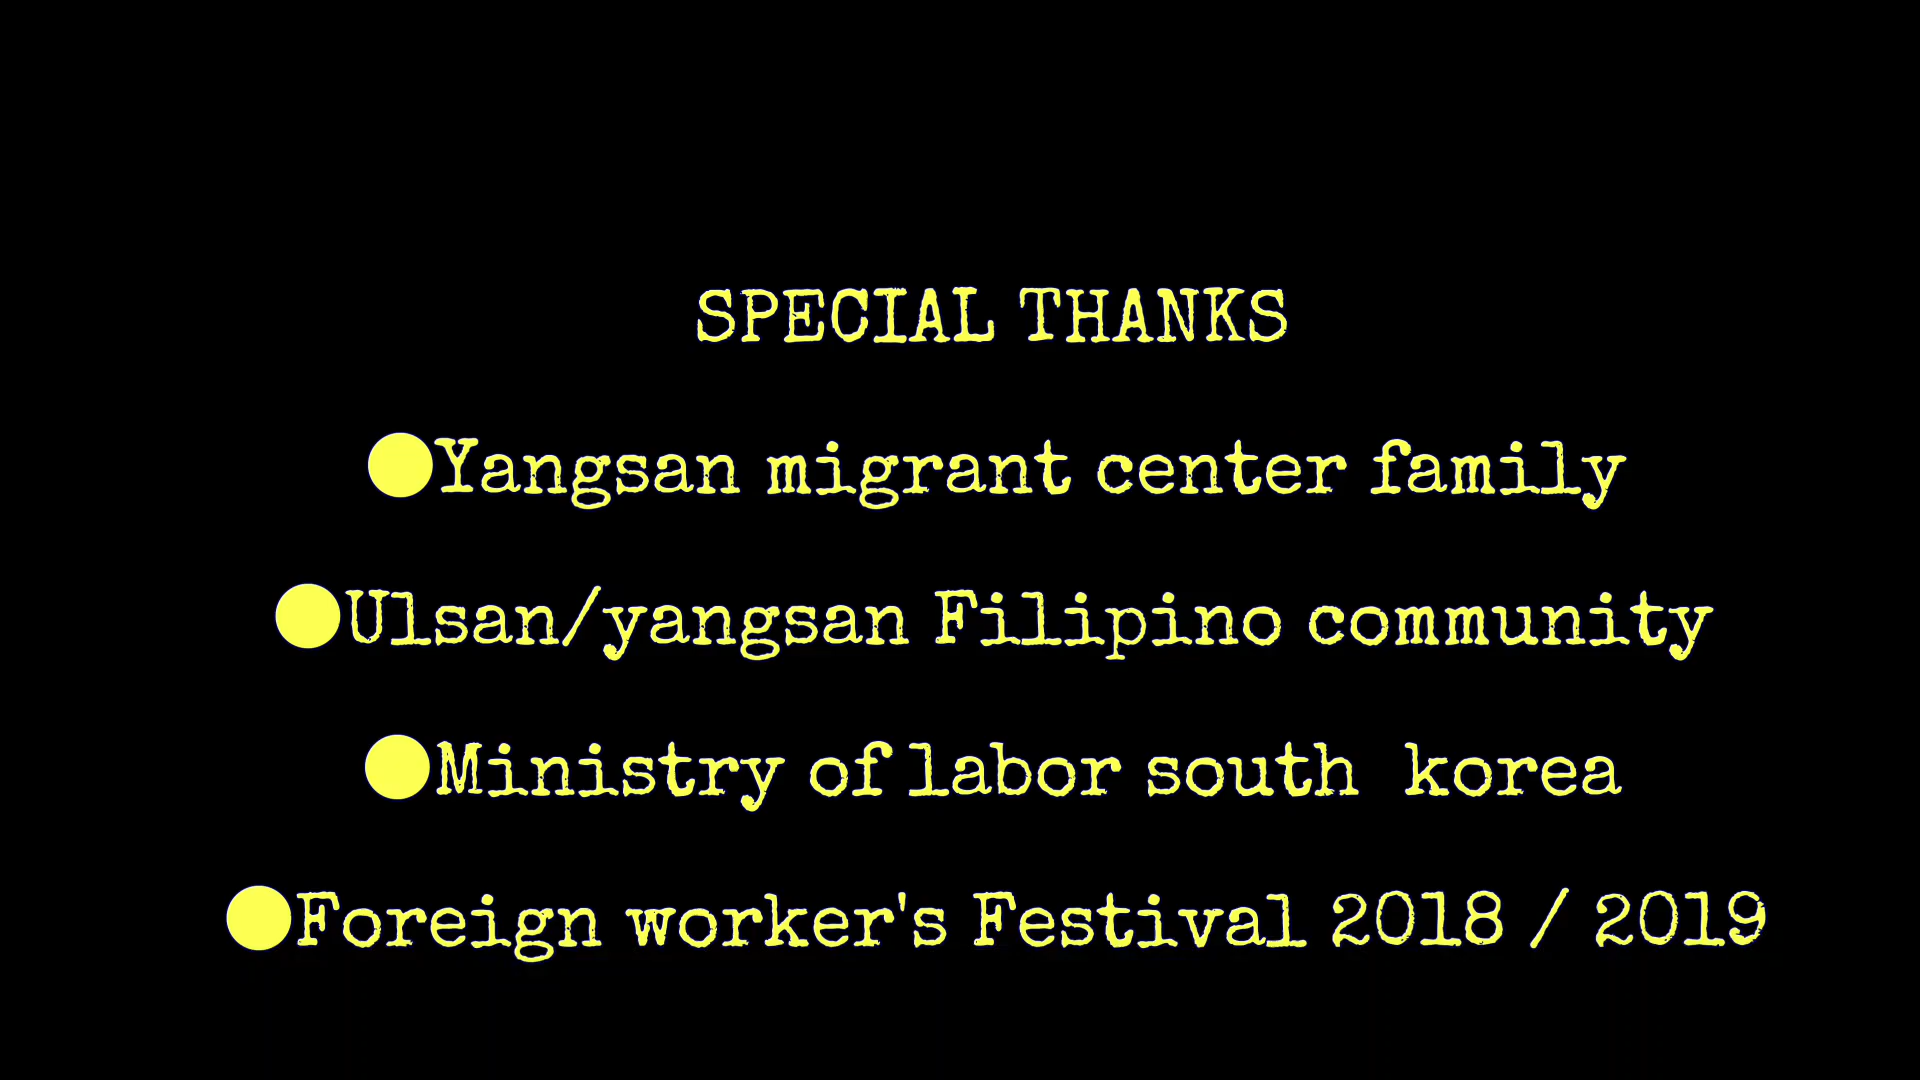 SPECIAL THANKS
●Yangsan migrant center family
●Ulsan/yangsan Filipino community
●Ministry of labor south  korea
●Foreign worker's Festival 2018 / 2019